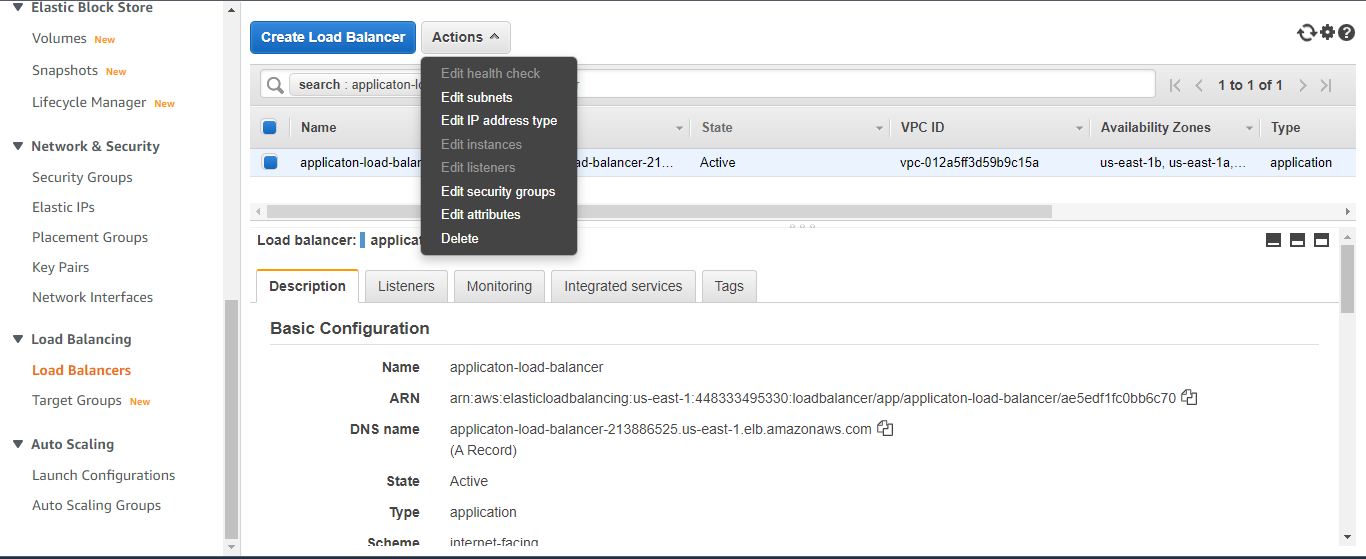 Elastic Block Store
Volumes New
Snapshots New
Lifecycle Manager New
Network & Security
Security Groups
Elastic IPs
Placement Groups
Key Pairs
Network Interfaces
Load Balancing
Load Balancers
Target Groups New
Auto Scaling
Launch Configurations
Auto Scaling Groups
Create Load Balancer Actions
Edit health check
Edit subnets
Edit IP address type
Edit instances
Edit listeners
Edit security groups
Edit attributes
Delete
search : applicaton-lo 1 to 1 of 1
Name State VPC ID Availability Zones Type
applicaton-load-balan ad-balancer-21... Active vpc-012a5ff3d59b9c15a us-east-1b, us-east-1a,... application
Load balancer: applicat
Description Listeners Monitoring Integrated services Tags
Basic Configuration
Name applicaton-load-balancer
ARN arn:aws:elasticloadbalancing:us-east-1:448333495330:loadbalancer/app/applicaton-load-balancer/ae5edf1fc0bb6c70
DNS name applicaton-load-balancer-213886525.us-east-1.elb.amazonaws.com
(A Record)
State Active
Type application
Scheme internet-facing